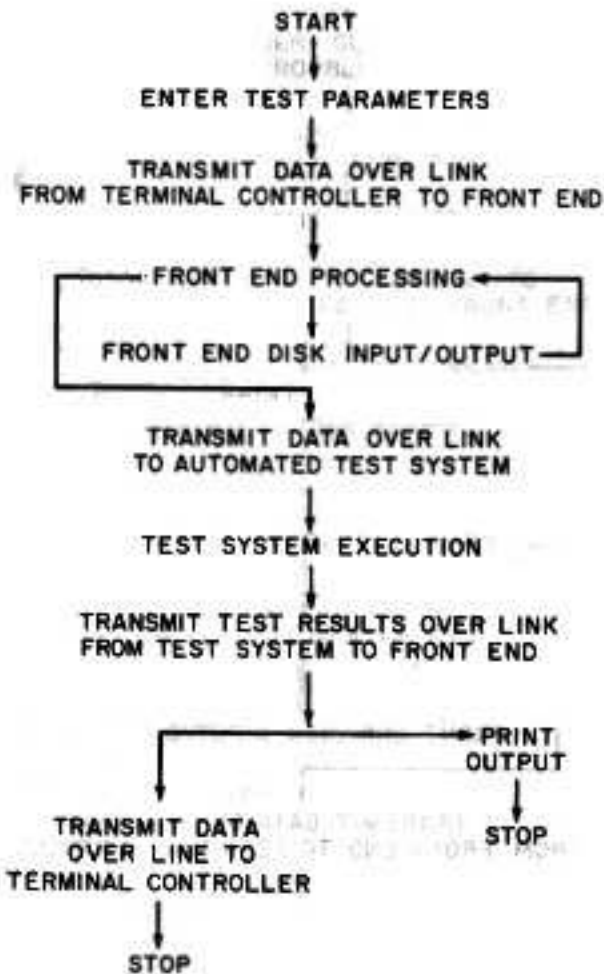 START
ENTER TEST PARAMETERS
TRANSMIT DATA OVER LINK
FROM TERMINAL CONTROLLER TO FRONT END
FRONT END PROCESSING
FRONT END DISK INPUT/OUTPUT
TRANSMIT DATA OVER LINK
TO AUTOMATED TEST SYSTEM
TEST SYSTEM EXECUTION
TRANSMIT TEST RESULTS OVER LINK
FROM TEST SYSTEM TO FRONT END
PRINT
OUTPUT
STOP
TRANSMIT DATA
OVER LINE TO
TERMINAL CONTROLLER
STOP